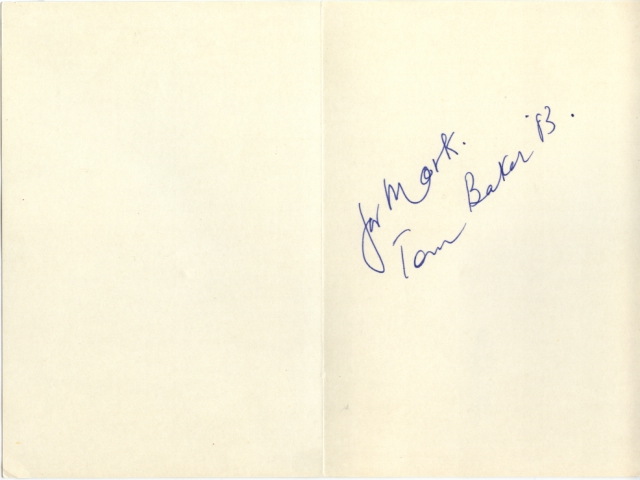 for Mark.
Tom Baker '83.